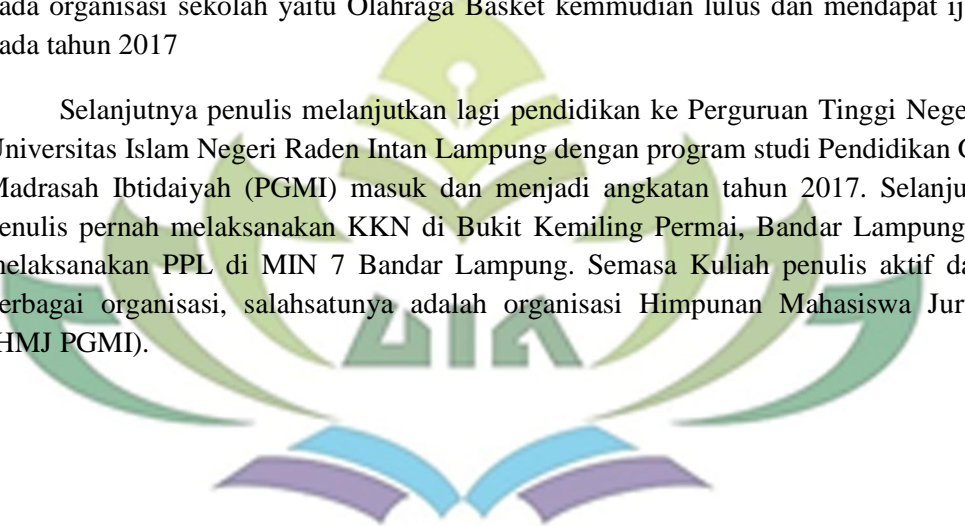 ada organisasi sekolah yaitu Olahraga Basket kemmudian lulus dan mendapat ij
ada tahun 2017
Selanjutnya penulis melanjutkan lagi pendidikan ke Perguruan Tinggi Nege
Universitas Islam Negeri Raden Intan Lampung dengan program studi Pendidikan G
Madrasah Ibtidaiyah (PGMI) masuk dan menjadi angkatan tahun 2017. Selanju
enulis pernah melaksanakan KKN di Bukit Kemiling Permai, Bandar Lampung
melaksanakan PPL di MIN 7 Bandar Lampung. Semasa Kuliah penulis aktif da
erbagai organisasi, salahsatunya adalah organisasi Himpunan Mahasiswa Jur
HMJ PGMI).